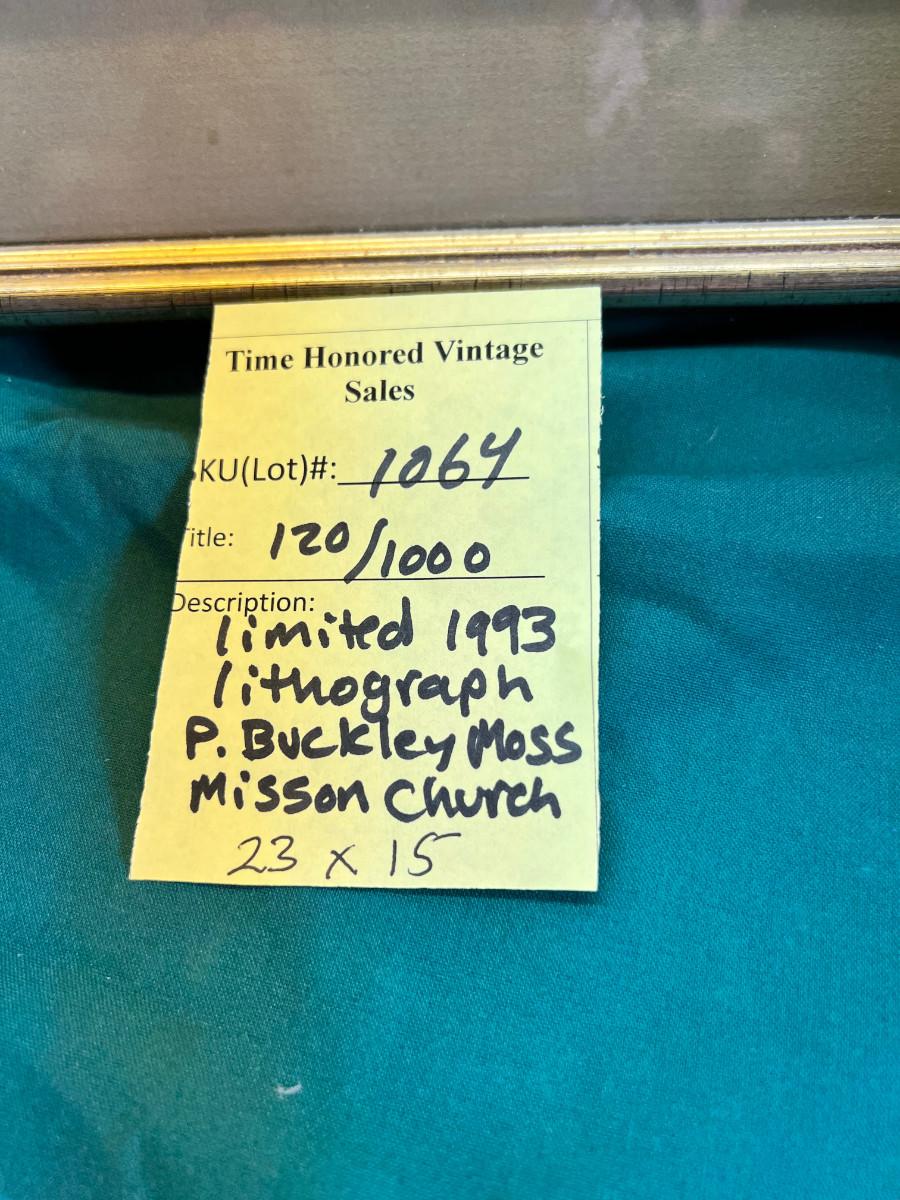 Time Honored Vintage
Sales
KU(Lot)#: 1064
itle: 120/1000
Description:
limited 1993
lithograph
P. Buckley Moss
Misson Church
23 x 15